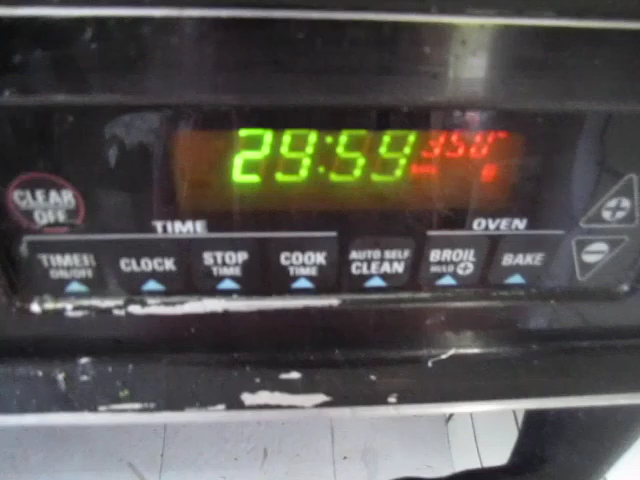 29:59 350°
CLEAR OFF
TIME OVEN
TIMER ON/OFF CLOCK STOP TIME COOK TIME AUTO SELF CLEAN BROIL HI/LO BAKE